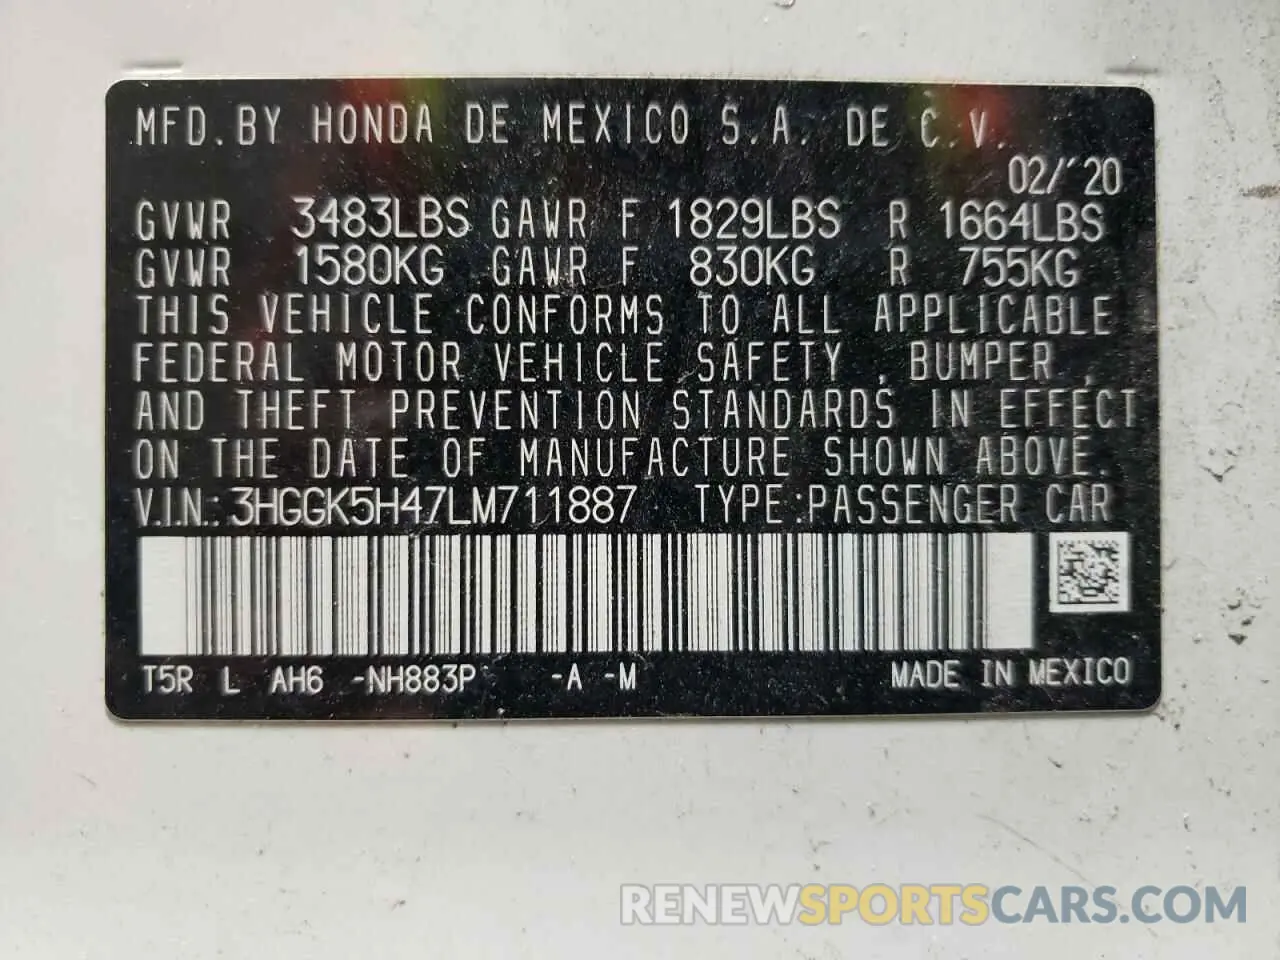 MFD.BY HONDA DE MEXICO S.A. DE C.V.
02/'20
GVWR 3483LBS GAWR F 1829LBS R 1664LBS
GVWR 1580KG GAWR F 830KG R 755KG
THIS VEHICLE CONFORMS TO ALL APPLICABLE
FEDERAL MOTOR VEHICLE SAFETY , BUMPER ,
AND THEFT PREVENTION STANDARDS IN EFFECT
ON THE DATE OF MANUFACTURE SHOWN ABOVE.
V.I.N.: 3HGGK5H47LM711887 TYPE:PASSENGER CAR
T5R L AH6 -NH883P -A -M MADE IN MEXICO
RENEWSPORTSCARS.COM